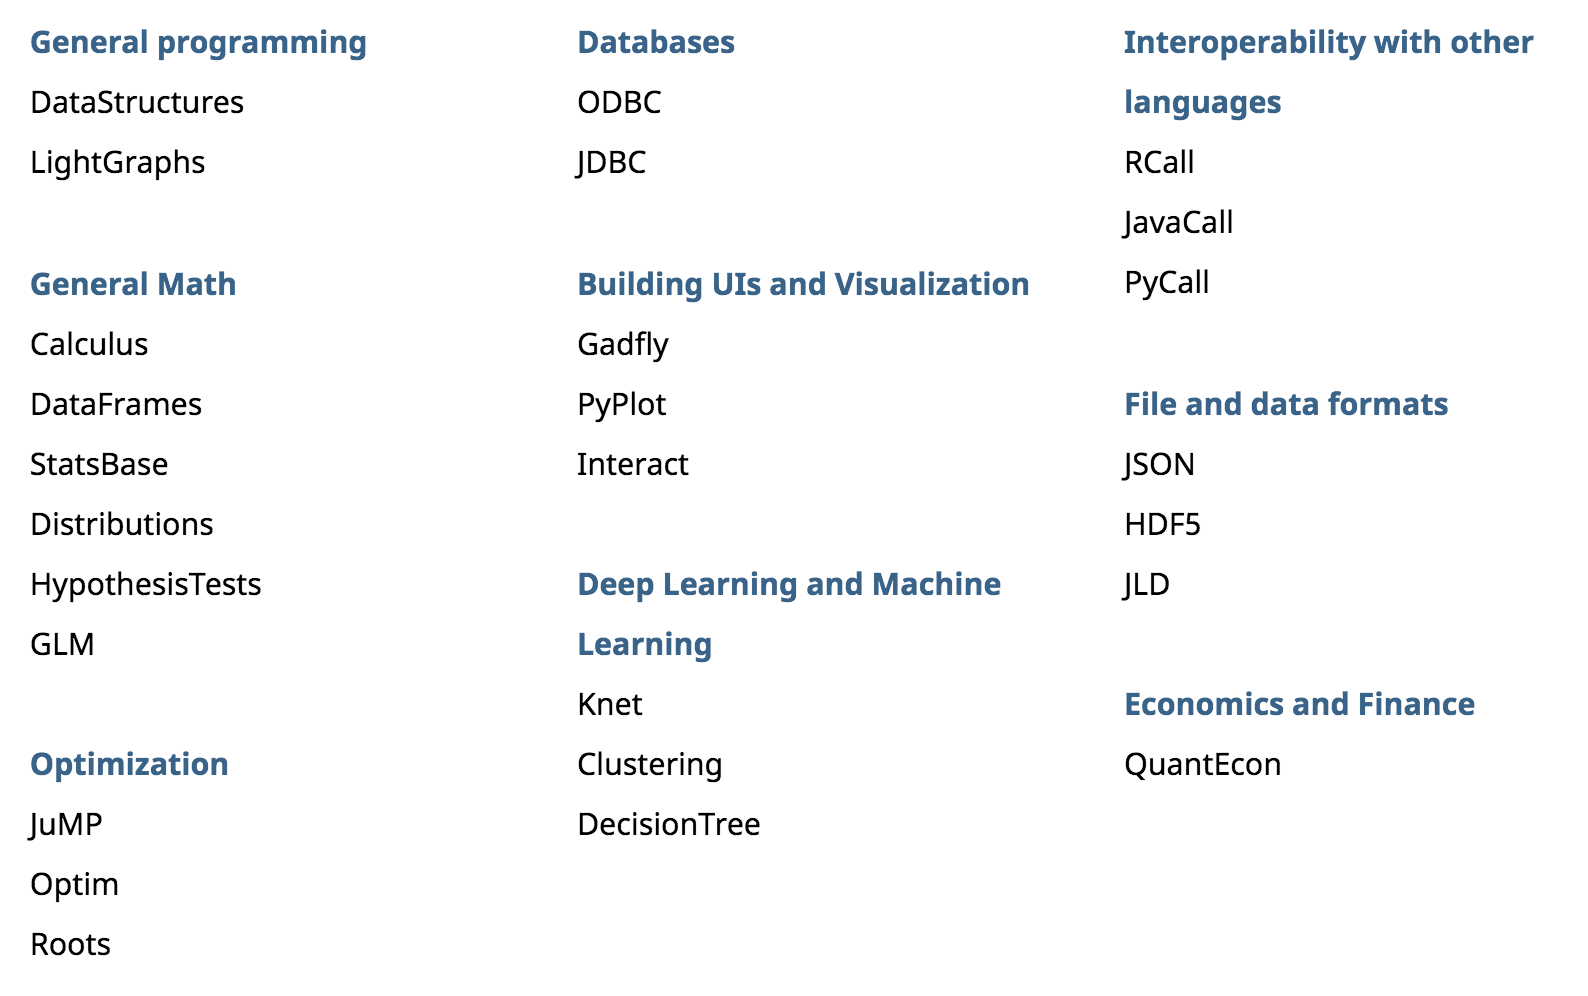 General programming
DataStructures
LightGraphs
General Math
Calculus
DataFrames
StatsBase
Distributions
HypothesisTests
GLM
Optimization
JuMP
Optim
Roots
Databases
ODBC
JDBC
Building UIs and Visualization
Gadfly
PyPlot
Interact
Deep Learning and Machine
Learning
Knet
Clustering
DecisionTree
Interoperability with other
languages
RCall
JavaCall
PyCall
File and data formats
JSON
HDF5
JLD
Economics and Finance
QuantEcon